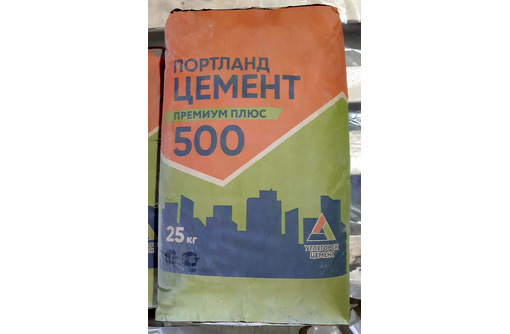 ПОРТЛАНД
ЦЕМЕНТ
ПРЕМИУМ ПЛЮС
500
25 кг
УГЛЕГОРСК
ЦЕМЕНТ